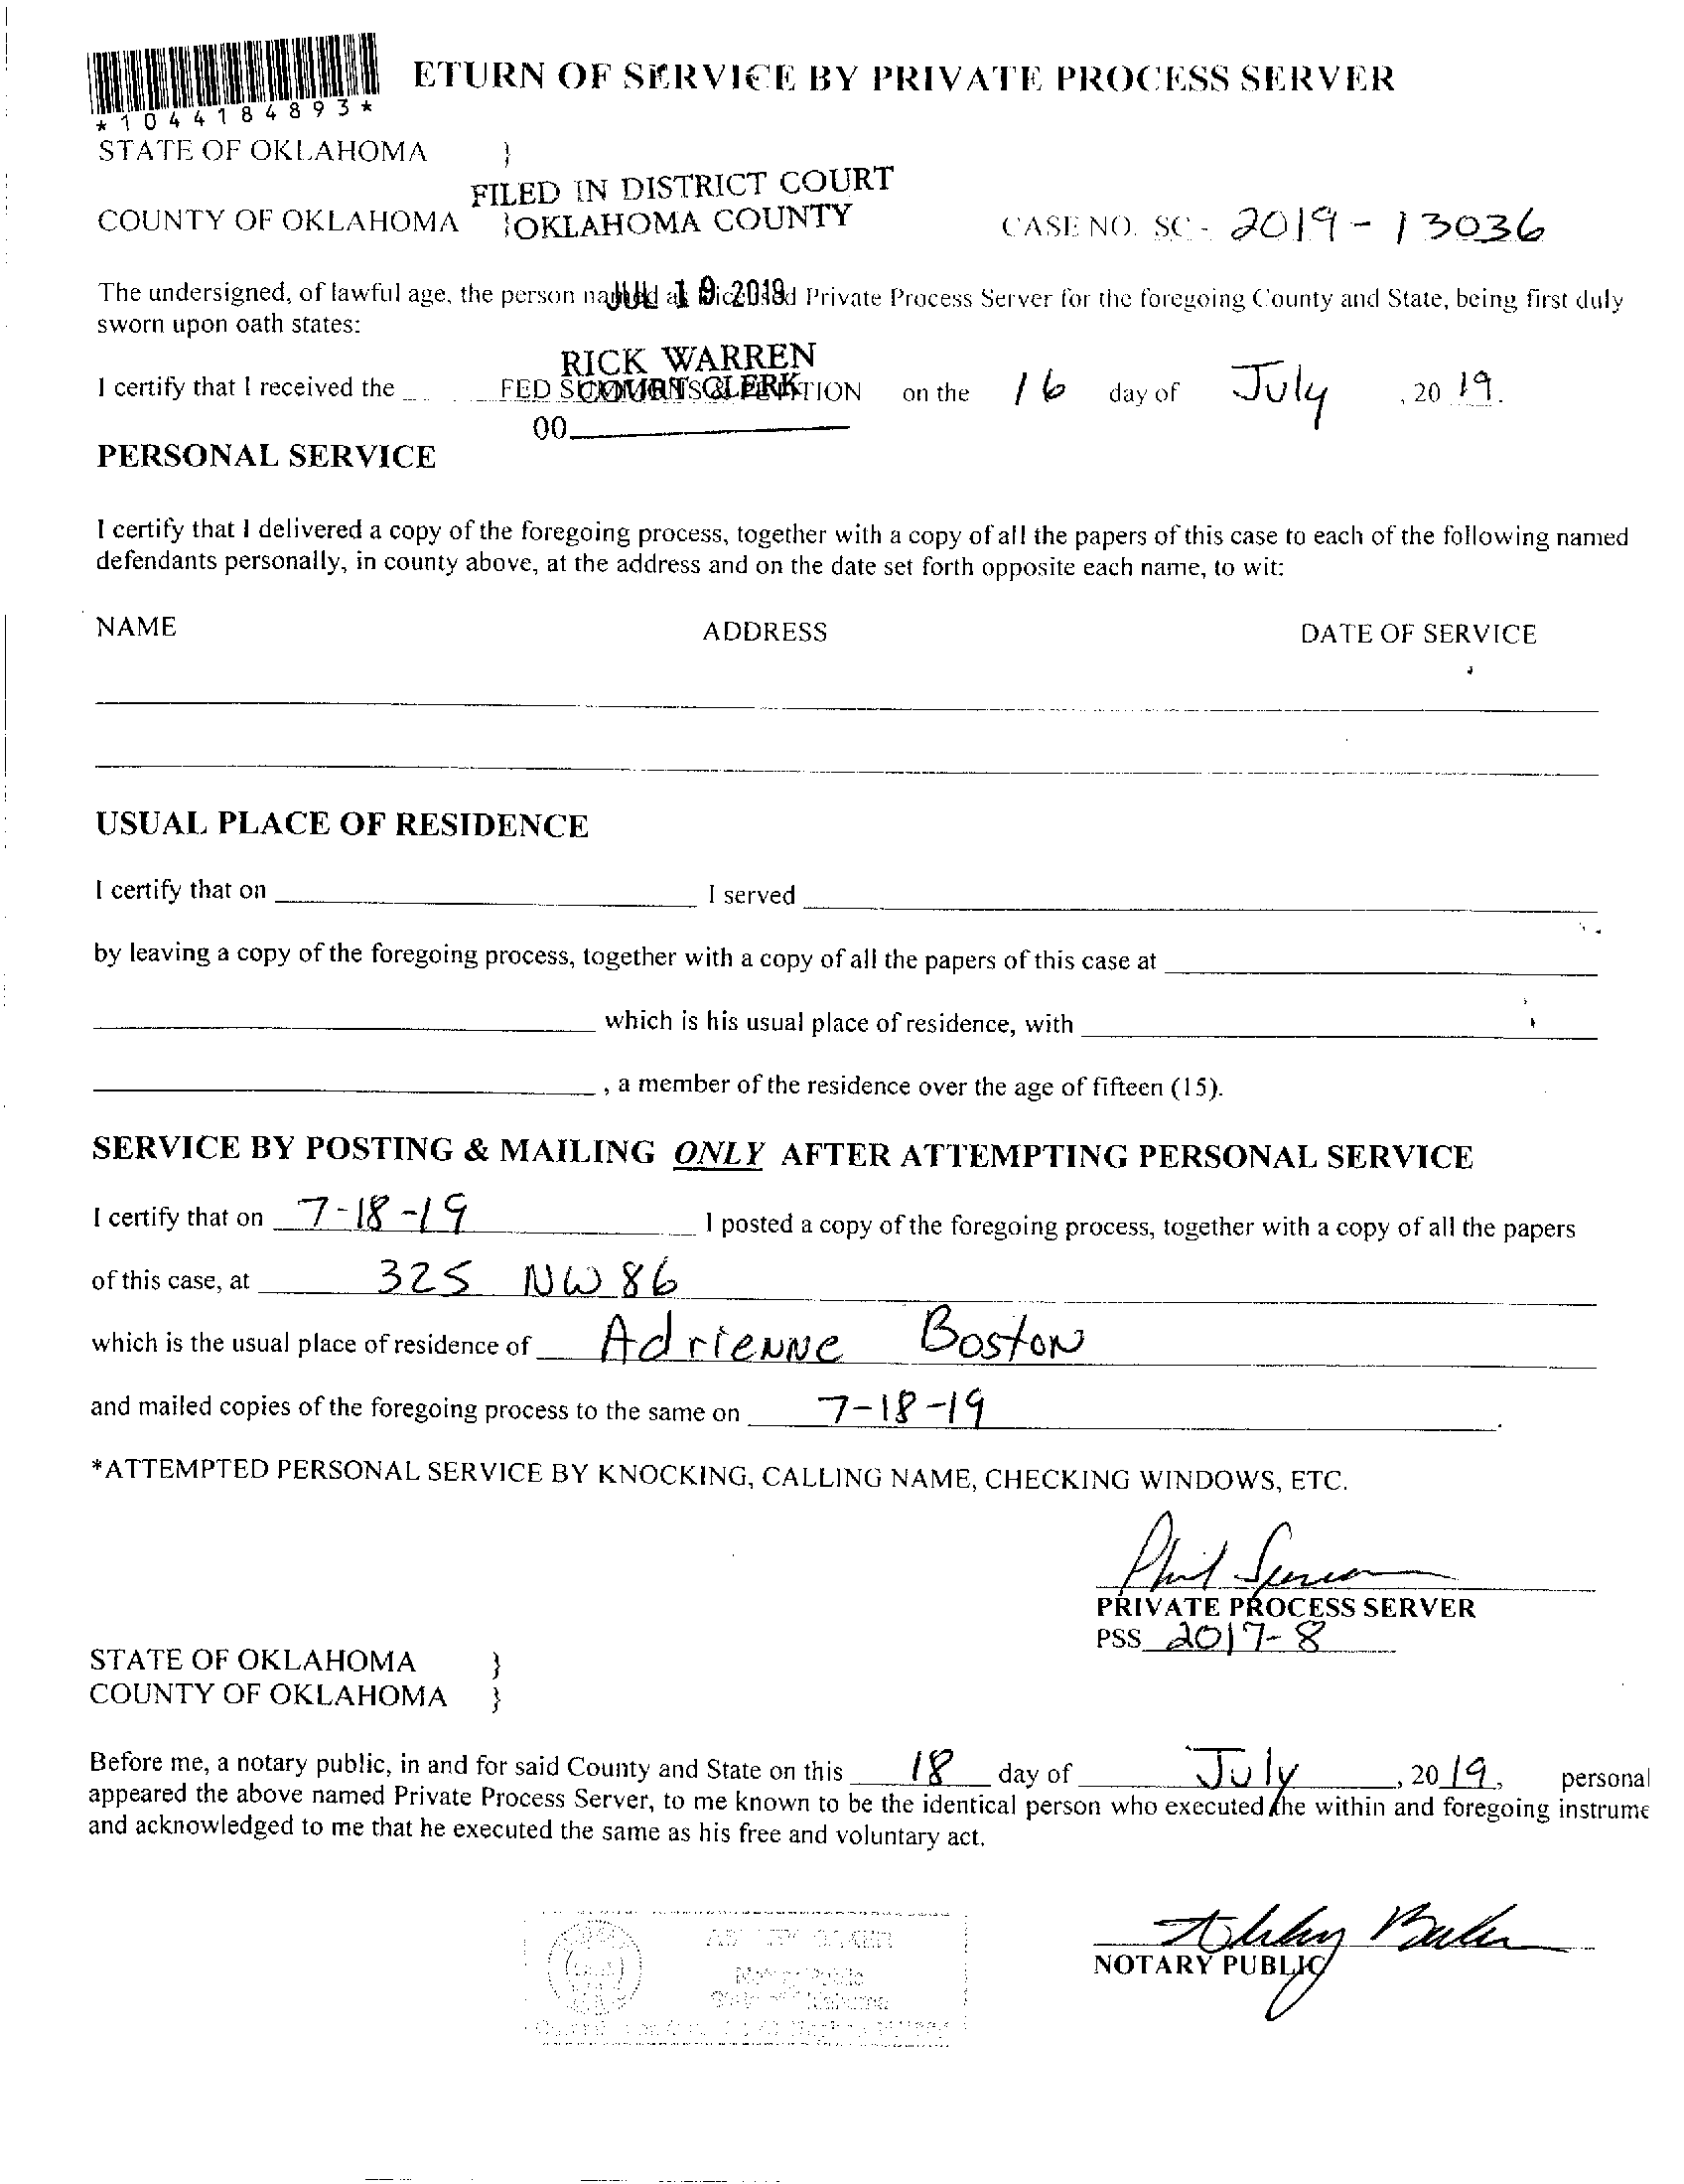 ETURN OF SERVICE BY PRIVATE PROCESS SERVER
*1044184893*
STATE OF OKLAHOMA }
FILED IN DISTRICT COURT
COUNTY OF OKLAHOMA } OKLAHOMA COUNTY CASE NO. SC - 2019 - 13036
JUL 19 2019
The undersigned, of lawful age, the person named as licensed Private Process Server for the foregoing County and State, being first duly
sworn upon oath states:
RICK WARREN
COURT CLERK
I certify that I received the FED SUMMONS & PETITION on the 16 day of July, 20 19.
00
PERSONAL SERVICE
I certify that I delivered a copy of the foregoing process, together with a copy of all the papers of this case to each of the following named
defendants personally, in county above, at the address and on the date set forth opposite each name, to wit:
NAME ADDRESS DATE OF SERVICE
USUAL PLACE OF RESIDENCE
I certify that on I served
by leaving a copy of the foregoing process, together with a copy of all the papers of this case at
which is his usual place of residence, with
, a member of the residence over the age of fifteen (15).
SERVICE BY POSTING & MAILING ONLY AFTER ATTEMPTING PERSONAL SERVICE
I certify that on 7-18-19 I posted a copy of the foregoing process, together with a copy of all the papers
of this case, at 325 NW 86
which is the usual place of residence of Adrienne Boston
and mailed copies of the foregoing process to the same on 7-18-19.
*ATTEMPTED PERSONAL SERVICE BY KNOCKING, CALLING NAME, CHECKING WINDOWS, ETC.
Phil
PRIVATE PROCESS SERVER
PSS 2017-8
STATE OF OKLAHOMA }
COUNTY OF OKLAHOMA }
Before me, a notary public, in and for said County and State on this 18 day of July, 20 19, personal
appeared the above named Private Process Server, to me known to be the identical person who executed the within and foregoing instrume
and acknowledged to me that he executed the same as his free and voluntary act.
Ashley Baker
NOTARY PUBLIC
Notary Public
State of Oklahoma